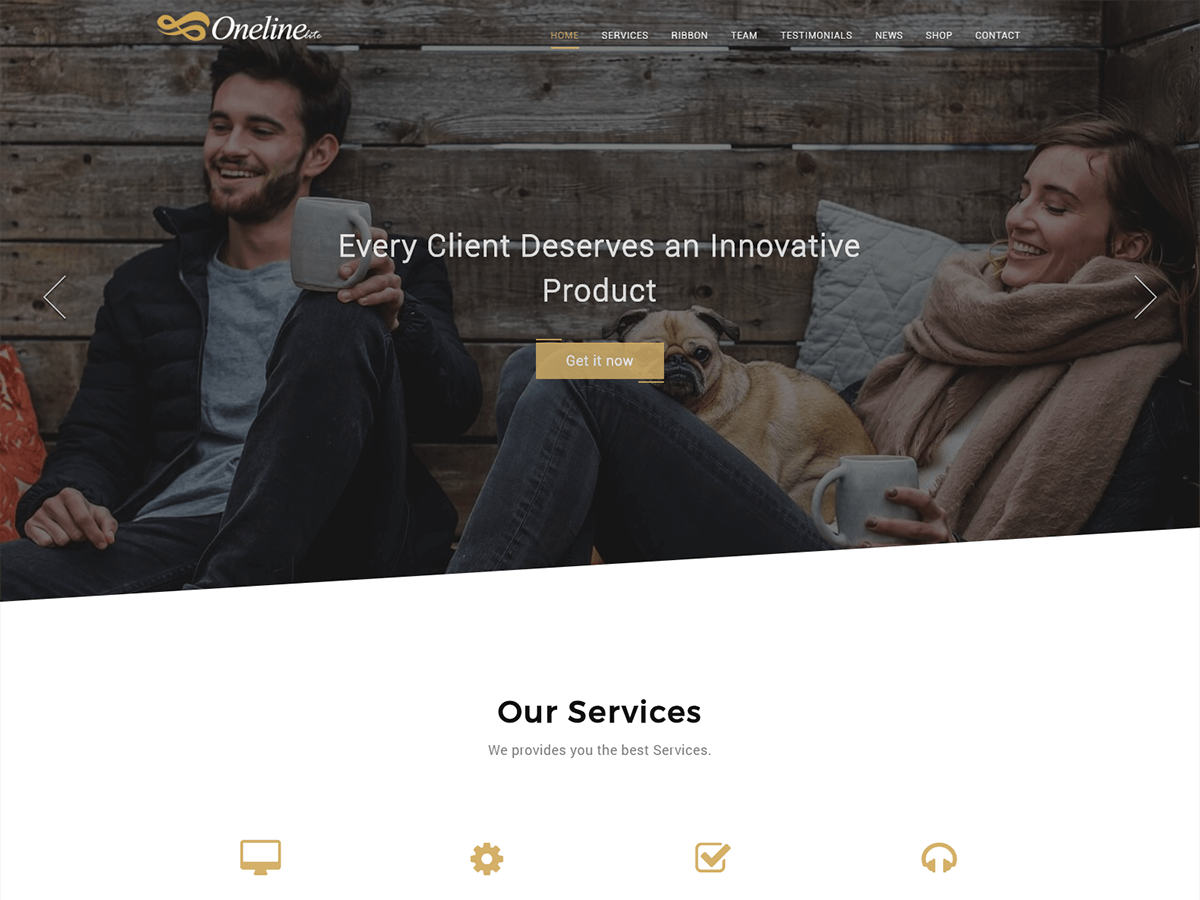 Oneline lite
HOME SERVICES RIBBON TEAM TESTIMONIALS NEWS SHOP CONTACT
Every Client Deserves an Innovative
Product
Get it now
Our Services
We provides you the best Services.